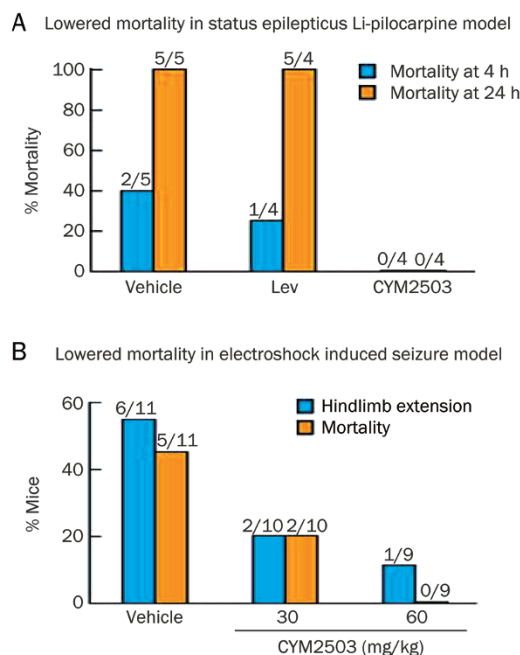 A Lowered mortality in status epilepticus Li-pilocarpine model
5/5 5/4
100
Mortality at 4 h
Mortality at 24 h
80
60
% Mortality
2/5
40
1/4
20
0/4 0/4
0
Vehicle Lev CYM2503
B Lowered mortality in electroshock induced seizure model
60
6/11
Hindlimb extension
Mortality
5/11
40
% Mice
2/10 2/10
20
1/9
0/9
0
Vehicle 30 60
CYM2503 (mg/kg)